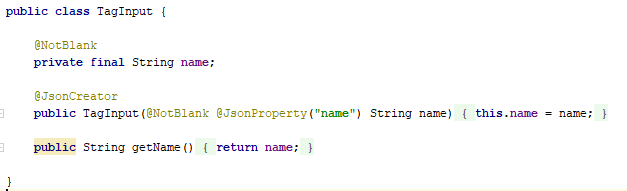 public class TagInput {
@NotBlank
private final String name;
@JsonCreator
public TagInput(@NotBlank @JsonProperty("name") String name) { this.name = name; }
public String getName() { return name; }
}